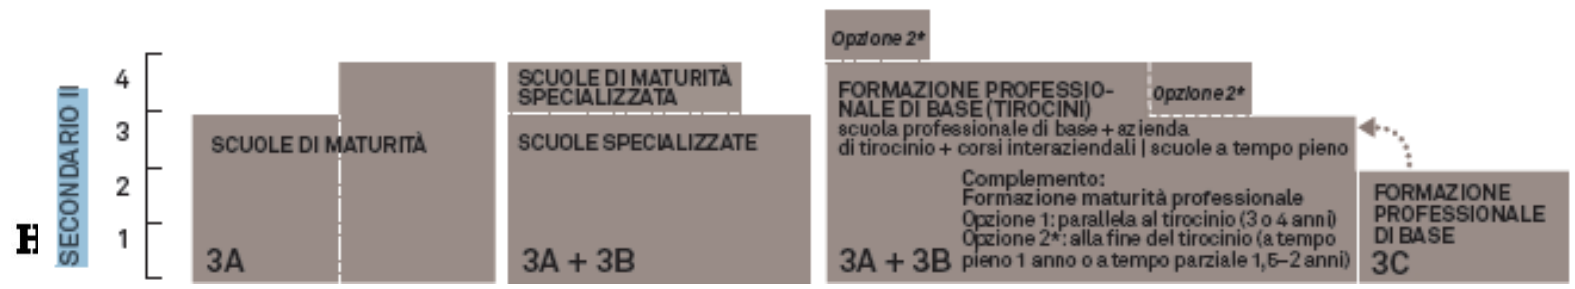 SECONDARIO II
4
3
2
1
SCUOLE DI MATURITÀ
3A
SCUOLE DI MATURITÀ
SPECIALIZZATA
SCUOLE SPECIALIZZATE
3A + 3B
Opzione 2*
FORMAZIONE PROFESSIO-
NALE DI BASE (TIROCINI)
scuola professionale di base + azienda
di tirocinio + corsi interaziendali | scuole a tempo pieno
Opzione 2*
Complemento:
Formazione maturità professionale
Opzione 1: parallela al tirocinio (3 o 4 anni)
Opzione 2*: alla fine del tirocinio (a tempo
pieno 1 anno o a tempo parziale 1,5–2 anni)
3A + 3B
FORMAZIONE
PROFESSIONALE
DI BASE
3C